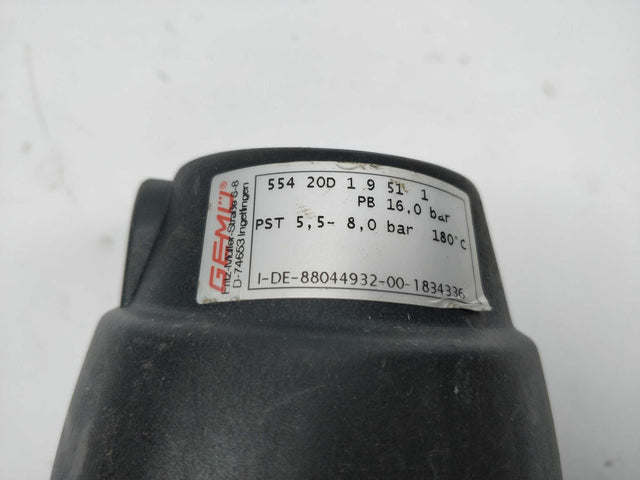 554 20D 1 9 51 1
PB 16,0 bar
PST 5,5- 8,0 bar 180°C
I-DE-88044932-00-1834336
GEMÜ®
Fritz-Müller-Straße 6-8
D-74653 Ingelfingen